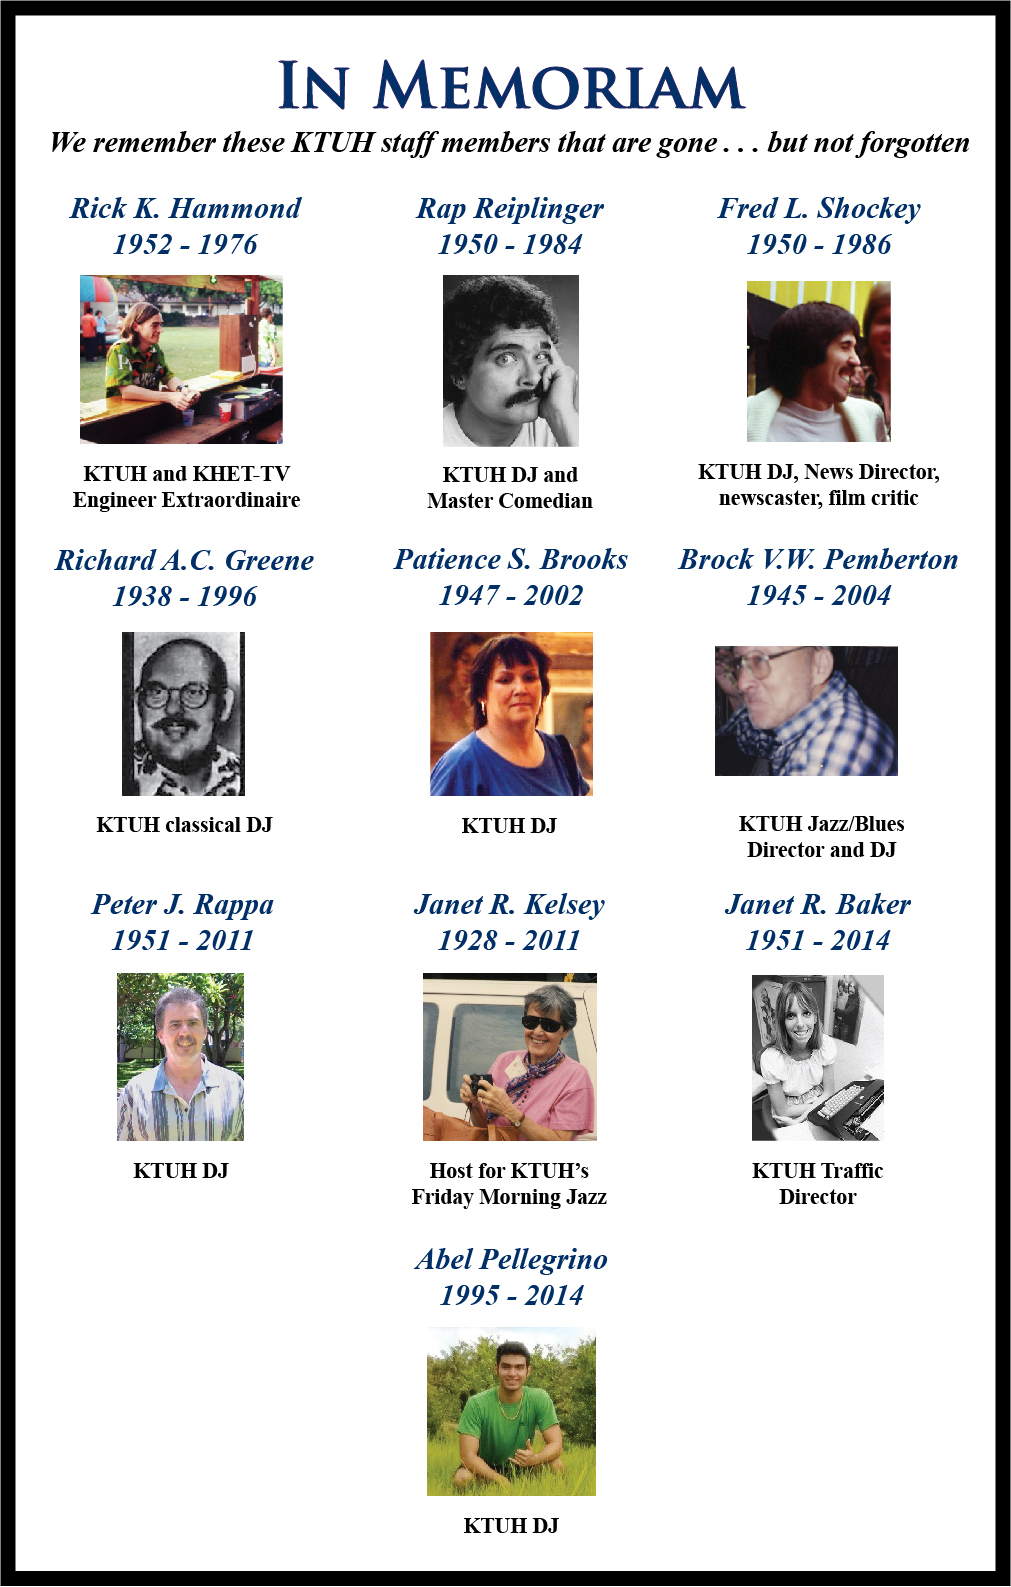 In Memoriam
We remember these KTUH staff members that are gone . . . but not forgotten
Rick K. Hammond
1952 - 1976
KTUH and KHET-TV
Engineer Extraordinaire
Rap Reiplinger
1950 - 1984
KTUH DJ and
Master Comedian
Fred L. Shockey
1950 - 1986
KTUH DJ, News Director,
newscaster, film critic
Richard A.C. Greene
1938 - 1996
KTUH classical DJ
Patience S. Brooks
1947 - 2002
KTUH DJ
Brock V.W. Pemberton
1945 - 2004
KTUH Jazz/Blues
Director and DJ
Peter J. Rappa
1951 - 2011
KTUH DJ
Janet R. Kelsey
1928 - 2011
Host for KTUH’s
Friday Morning Jazz
Janet R. Baker
1951 - 2014
KTUH Traffic
Director
Abel Pellegrino
1995 - 2014
KTUH DJ